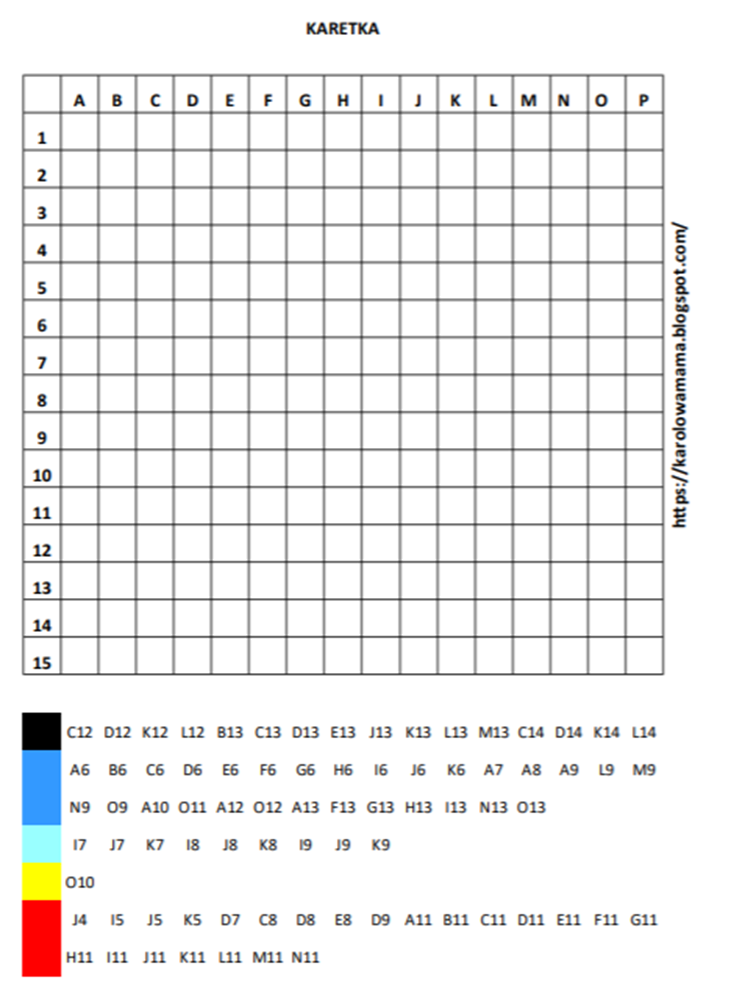 KARETKA
A B C D E F G H I J K L M N O P
1
2
3
4
5
6
7
8
9
10
11
12
13
14
15
https://karolowamama.blogspot.com/
C12 D12 K12 L12 B13 C13 D13 E13 J13 K13 L13 M13 C14 D14 K14 L14
A6 B6 C6 D6 E6 F6 G6 H6 I6 J6 K6 A7 A8 A9 L9 M9
N9 O9 A10 O11 A12 O12 A13 F13 G13 H13 I13 N13 O13
I7 J7 K7 I8 J8 K8 I9 J9 K9
O10
J4 I5 J5 K5 D7 C8 D8 E8 D9 A11 B11 C11 D11 E11 F11 G11
H11 I11 J11 K11 L11 M11 N11